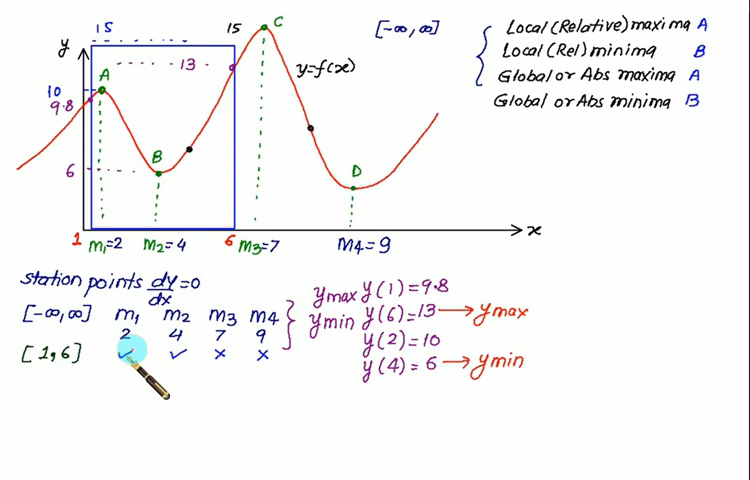 15
15
C
[-∞,∞]
Local (Relative) maxima A
Local (Rel) minima B
Global or Abs maxima A
Global or Abs minima B
y
13
y=f(x)
A
10
9.8
B
6
D
x
1
m₁=2
m₂=4
6
m₃=7
m₄=9
Station points dy/dx=0
[-∞,∞] m₁ m₂ m₃ m₄
2 4 7 9
[1,6] ✓ ✓ × ×
ymax
ymin
y(1)=9.8
y(6)=13→ymax
y(2)=10
y(4)=6→ymin